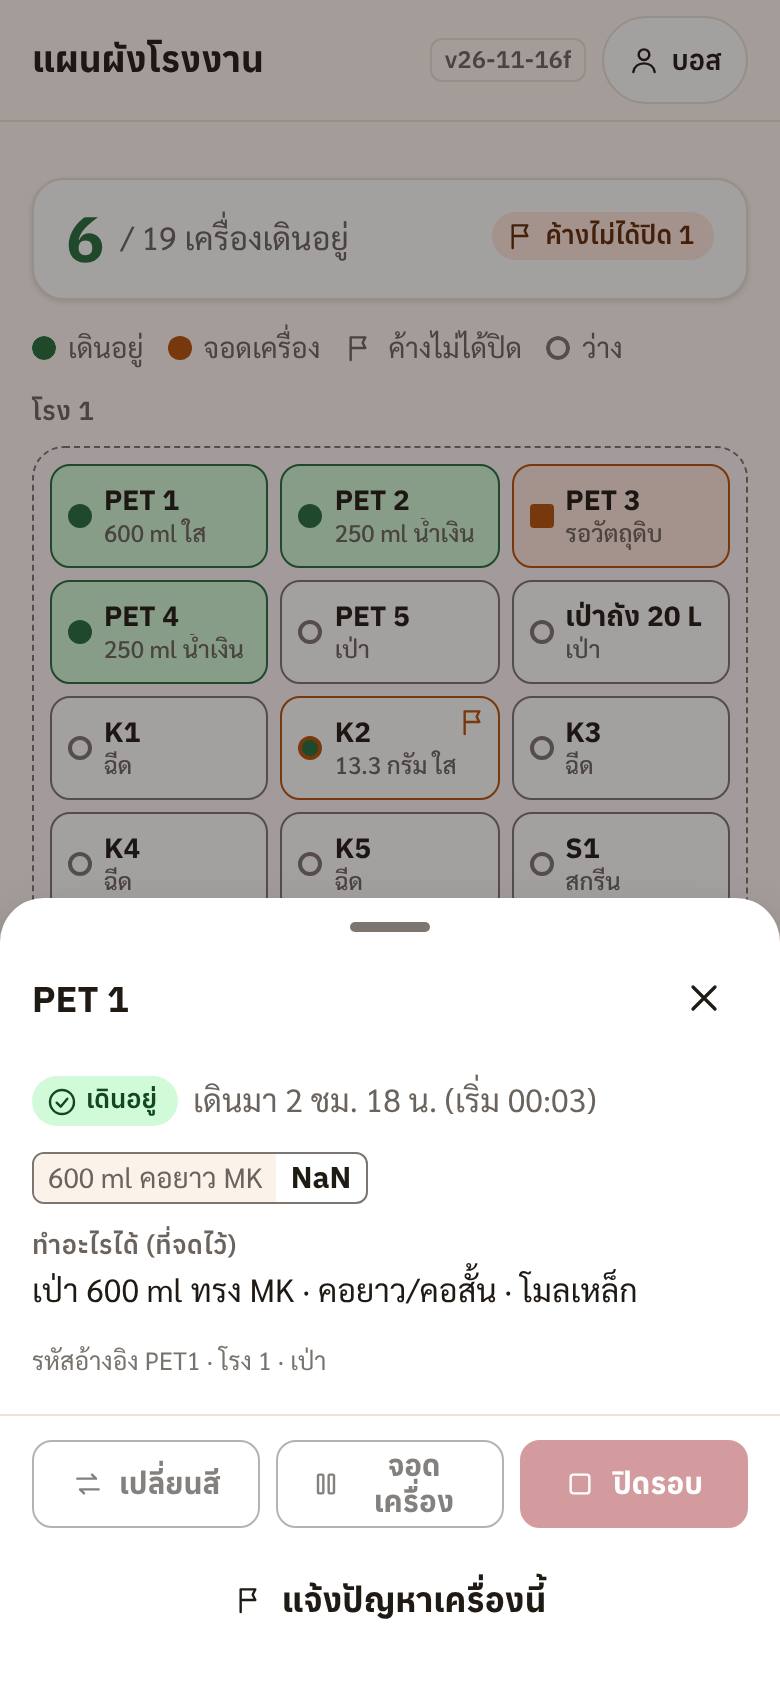 แผนผังโรงงาน
v26-11-16f
บอส
6 / 19 เครื่องเดินอยู่
ค้างไม่ได้ปิด 1
เดินอยู่ จอดเครื่อง ค้างไม่ได้ปิด ว่าง
โรง 1
PET 1
600 ml ใส
PET 2
250 ml น้ำเงิน
PET 3
รอวัตถุดิบ
PET 4
250 ml น้ำเงิน
PET 5
เป่า
เป่าถัง 20 L
เป่า
K1
ฉีด
K2
13.3 กรัม ใส
K3
ฉีด
K4
ฉีด
K5
ฉีด
S1
สกรีน
PET 1
เดินอยู่ เดินมา 2 ชม. 18 น. (เริ่ม 00:03)
600 ml คอยาว MK NaN
ทำอะไรได้ (ที่จดไว้)
เป่า 600 ml ทรง MK · คอยาว/คอสั้น · โมลเหล็ก
รหัสอ้างอิง PET1 · โรง 1 · เป่า
เปลี่ยนสี
จอด
เครื่อง
ปิดรอบ
แจ้งปัญหาเครื่องนี้